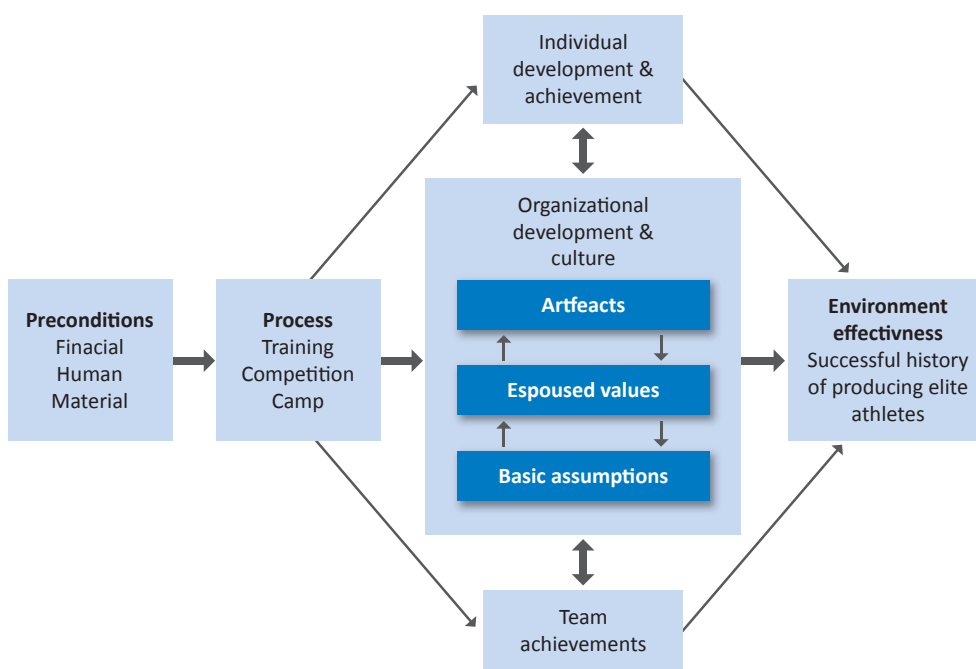 Individual
development &
achievement
Organizational
development &
culture
Artfeacts
Espoused values
Basic assumptions
Preconditions
Finacial
Human
Material
Process
Training
Competition
Camp
Environment
effectivness
Successful history
of producing elite
athletes
Team
achievements